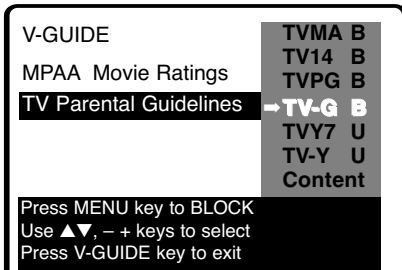 V-GUIDE
MPAA Movie Ratings
TV Parental Guidelines
TVMA B
TV14 B
TVPG B
➡TV-G B
TVY7 U
TV-Y U
Content
Press MENU key to BLOCK
Use ▲▼, – + keys to select
Press V-GUIDE key to exit